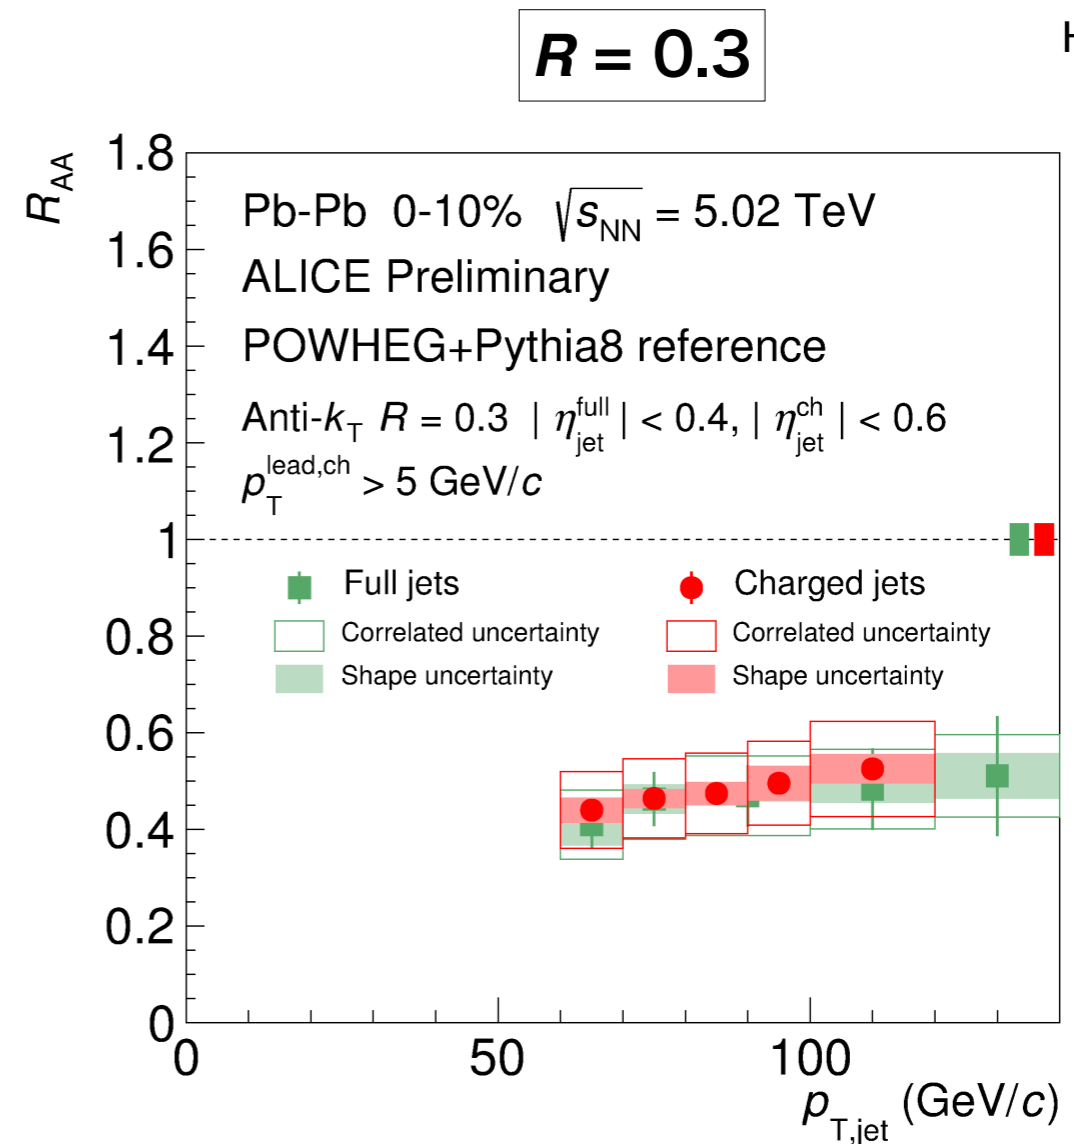 R = 0.3
H
R_AA
1.8
1.6
1.4
1.2
1
0.8
0.6
0.4
0.2
0
Pb-Pb 0-10% √s_NN = 5.02 TeV
ALICE Preliminary
POWHEG+Pythia8 reference
Anti-k_T R = 0.3 | η_jet^full | < 0.4, | η_jet^ch | < 0.6
p_T^lead,ch > 5 GeV/c
Full jets
Correlated uncertainty
Shape uncertainty
Charged jets
Correlated uncertainty
Shape uncertainty
0 50 100
p_T,jet (GeV/c)